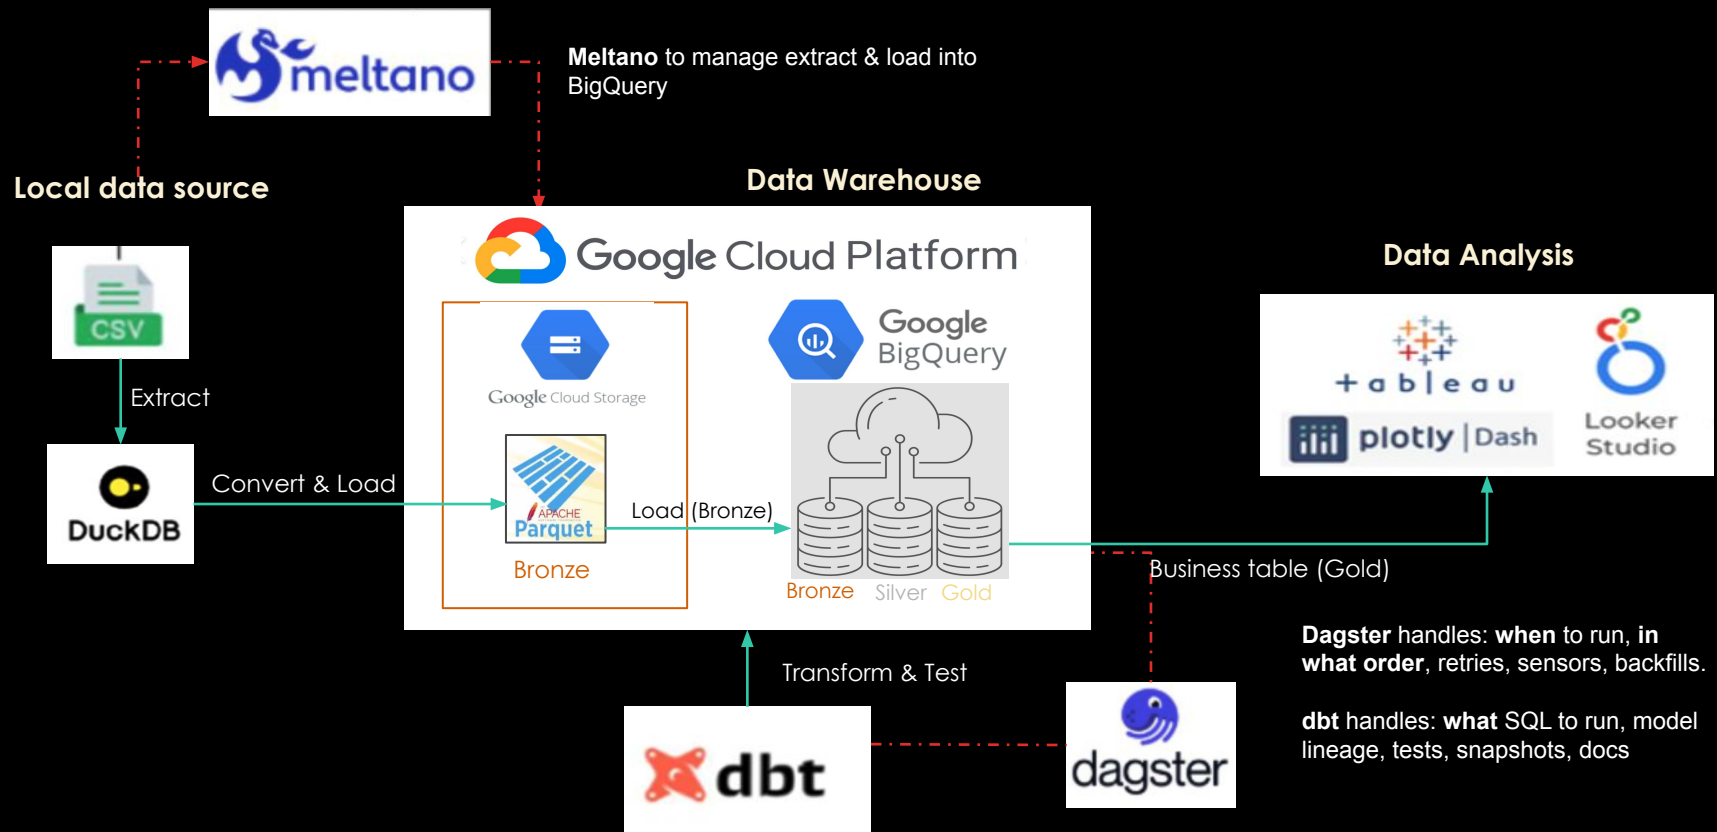 meltano
Meltano to manage extract & load into
BigQuery
Local data source
Data Warehouse
Google Cloud Platform
Data Analysis
CSV
Google Cloud Storage
Google
BigQuery
+ a b | e a u
plotly | Dash
Looker
Studio
Extract
DuckDB
Convert & Load
APACHE
Parquet
Load (Bronze)
Bronze
Bronze Silver Gold
Business table (Gold)
Transform & Test
dbt
dagster
Dagster handles: when to run, in
what order, retries, sensors, backfills.
dbt handles: what SQL to run, model
lineage, tests, snapshots, docs